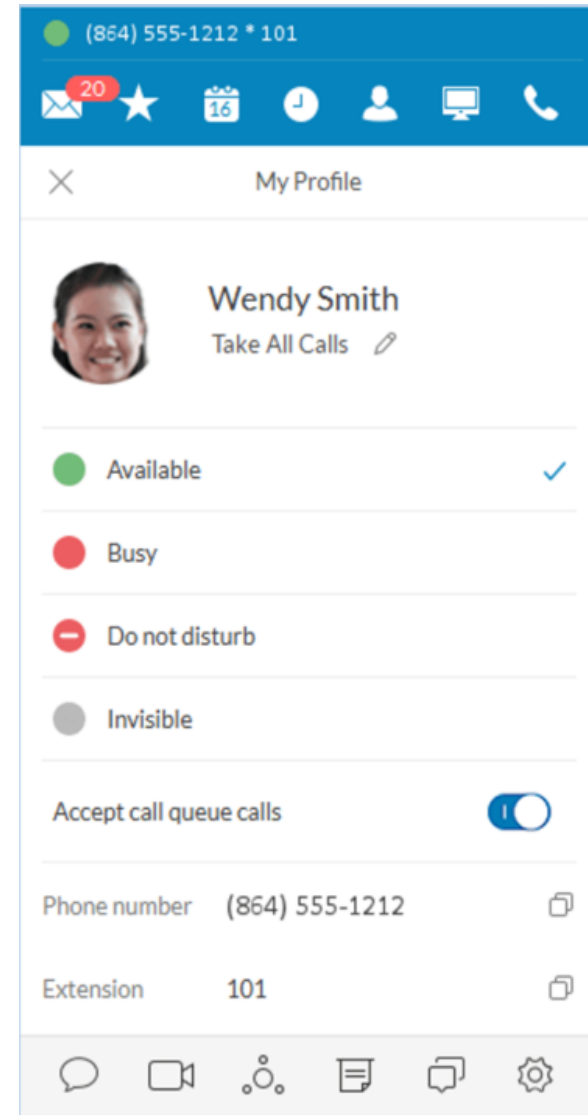 (864) 555-1212 * 101
20
16
My Profile
Wendy Smith
Take All Calls
Available
Busy
Do not disturb
Invisible
Accept call queue calls
Phone number (864) 555-1212
Extension 101